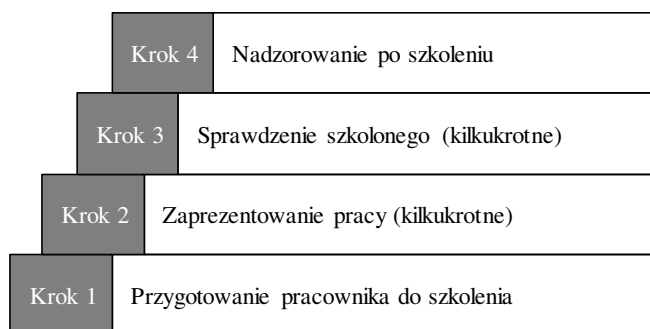 Krok 4 Nadzorowanie po szkoleniu
Krok 3 Sprawdzenie szkolonego (kilkukrotne)
Krok 2 Zaprezentowanie pracy (kilkukrotne)
Krok 1 Przygotowanie pracownika do szkolenia